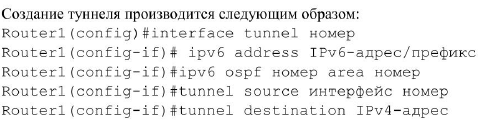 Создание туннеля производится следующим образом:
Router1(config)#interface tunnel номер
Router1(config-if)# ipv6 address IPv6-адрес/префикс
Router1(config-if)#ipv6 ospf номер area номер
Router1(config-if)#tunnel source интерфейс номер
Router1(config-if)#tunnel destination IPv4-адрес